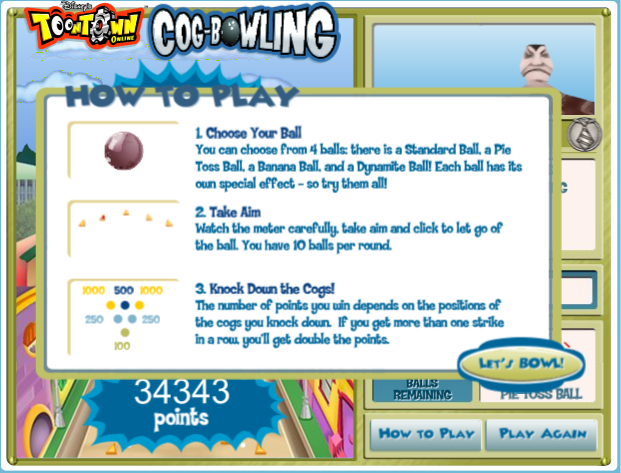 Disney's
TOONTOWN
ONLINE
COG-BOWLING
HOW TO PLAY
1. Choose Your Ball
You can choose from 4 balls: there is a Standard Ball, a Pie
Toss Ball, a Banana Ball, and a Dynamite Ball! Each ball has its
own special effect - so try them all!
2. Take Aim
Watch the meter carefully, take aim and click to let go of
the ball. You have 10 balls per round.
1000 500 1000
250 250
100
3. Knock Down the Cogs!
The number of points you win depends on the positions of
the cogs you knock down. If you get more than one strike
in a row, you'll get double the points.
LET'S BOWL!
34343
points
BALLS
REMAINING
PIE TOSS BALL
HOW TO PLAY
PLAY AGAIN